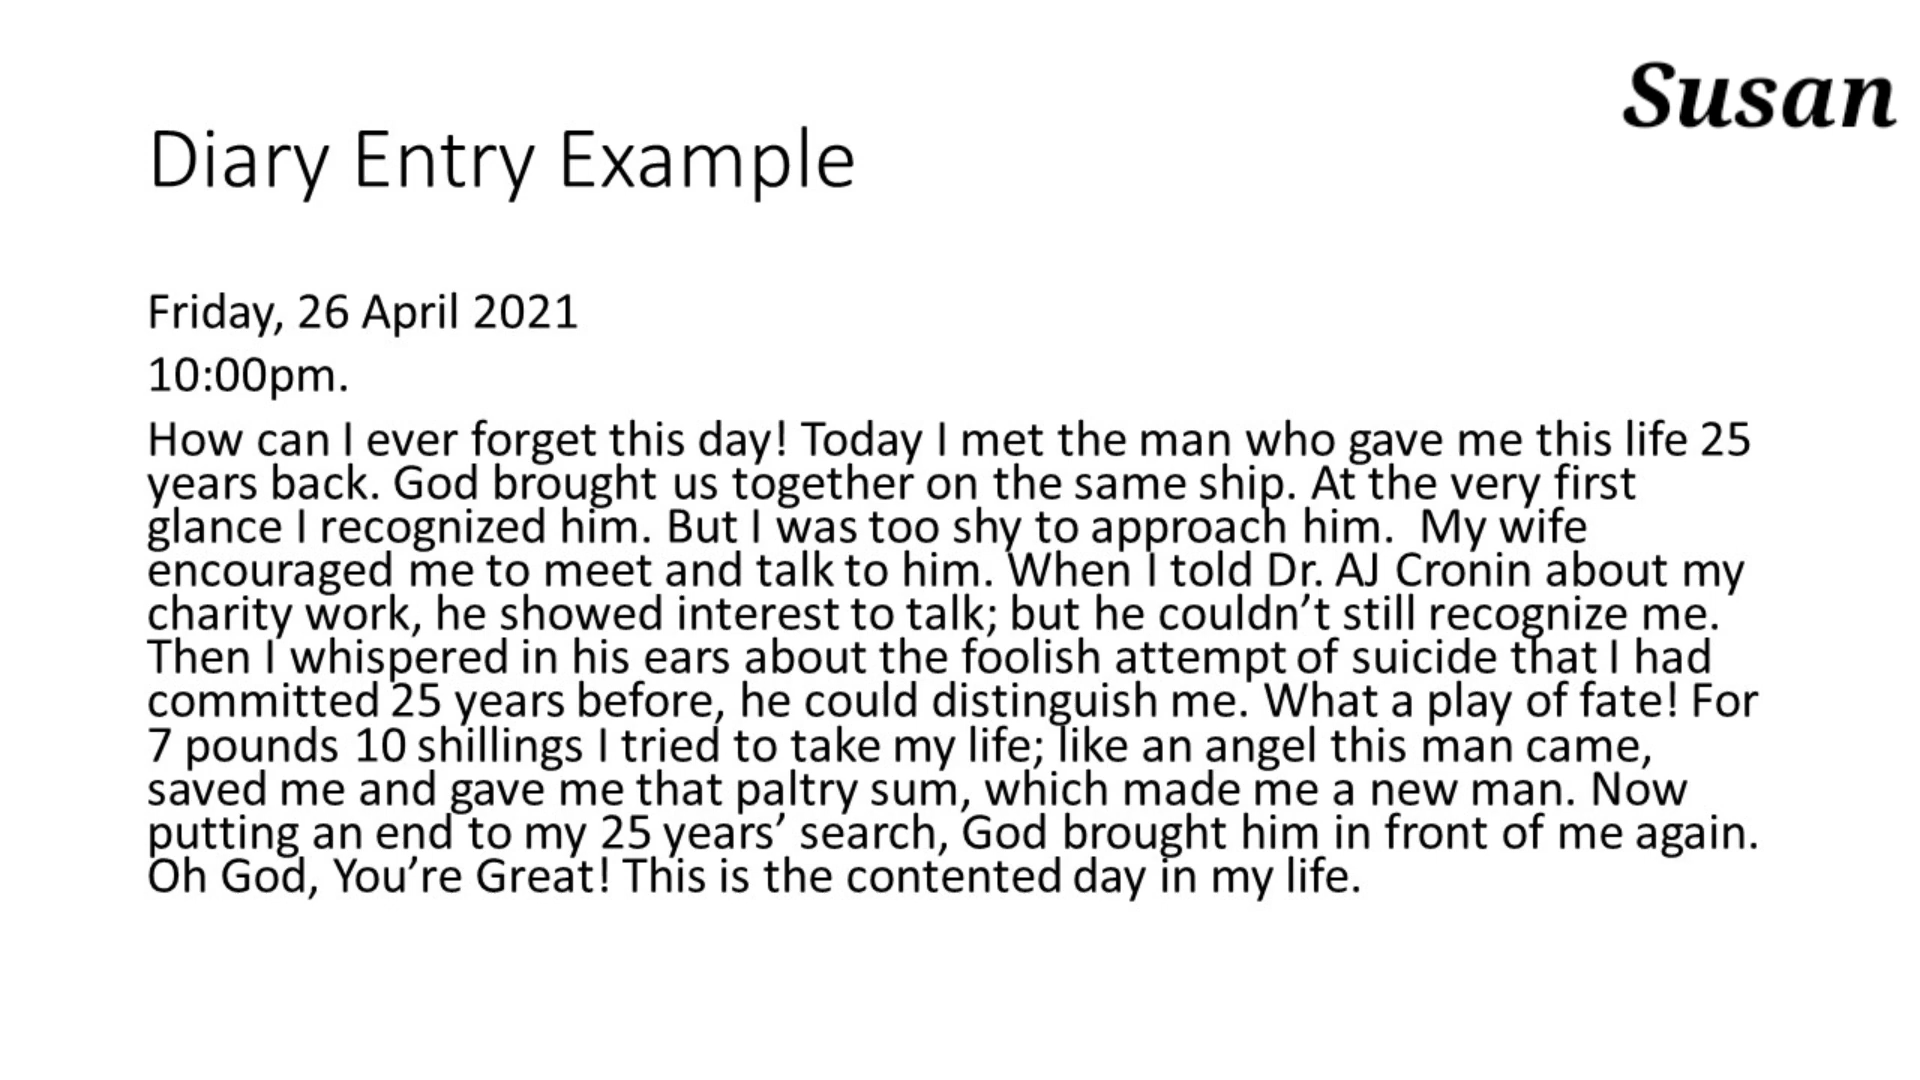 Susan
Diary Entry Example
Friday, 26 April 2021
10:00pm.
How can I ever forget this day! Today I met the man who gave me this life 25
years back. God brought us together on the same ship. At the very first
glance I recognized him. But I was too shy to approach him.  My wife
encouraged me to meet and talk to him. When I told Dr. AJ Cronin about my
charity work, he showed interest to talk; but he couldn’t still recognize me.
Then I whispered in his ears about the foolish attempt of suicide that I had
committed 25 years before, he could distinguish me. What a play of fate! For
7 pounds 10 shillings I tried to take my life; like an angel this man came,
saved me and gave me that paltry sum, which made me a new man. Now
putting an end to my 25 years’ search, God brought him in front of me again.
Oh God, You’re Great! This is the contented day in my life.